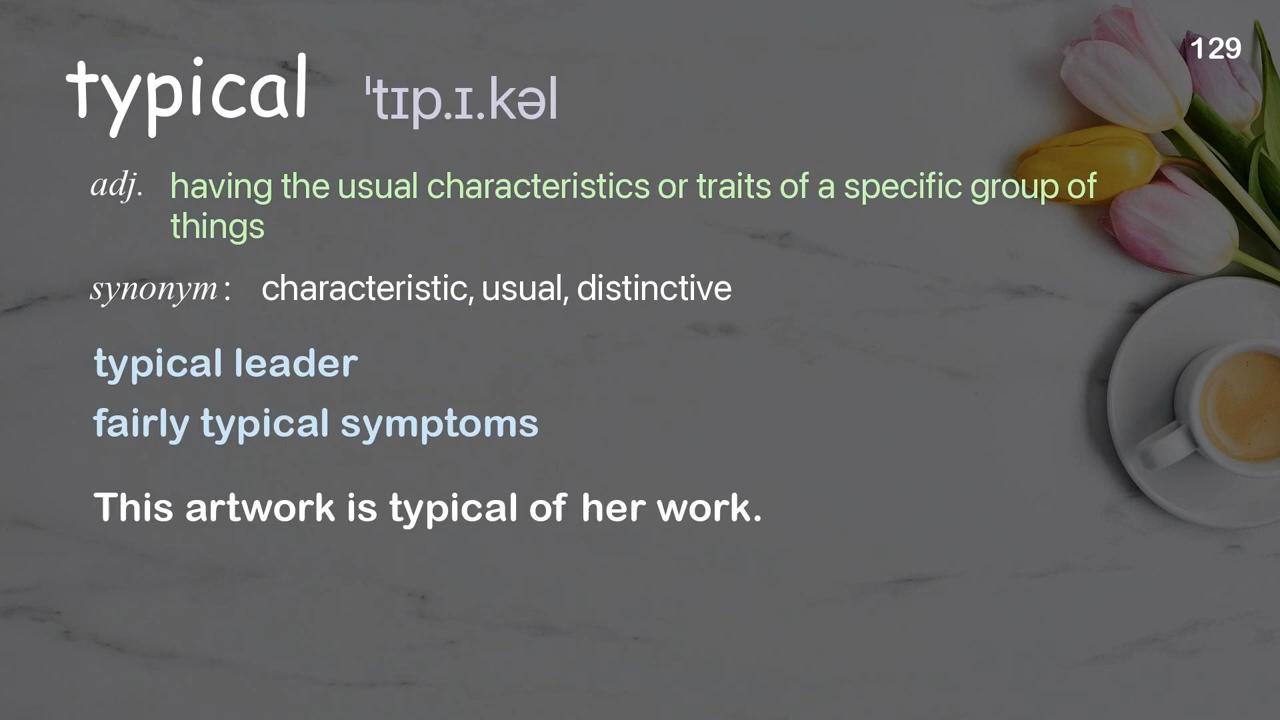 129
typical ˈtɪp.ɪ.kəl
adj. having the usual characteristics or traits of a specific group of
things
synonym: characteristic, usual, distinctive
typical leader
fairly typical symptoms
This artwork is typical of her work.